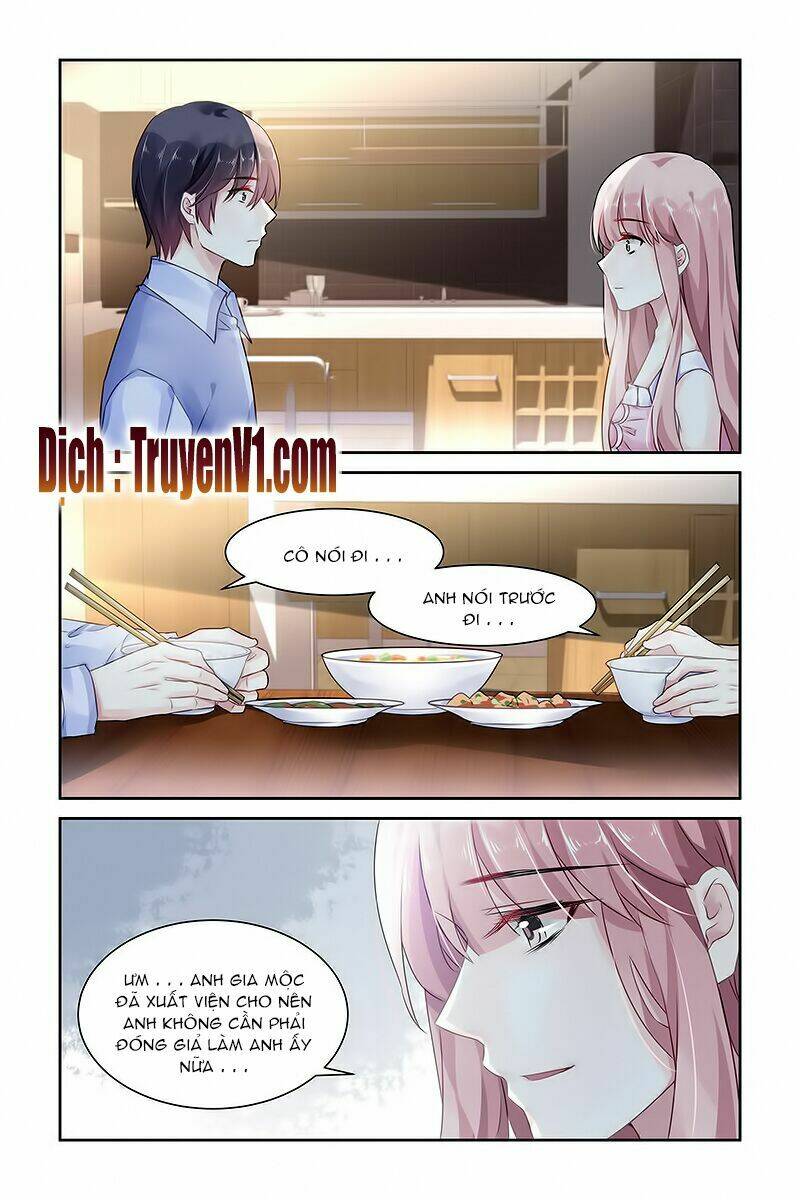 Dịch : TruyenV1.com
CÔ NÓI ĐI . . .
ANH NÓI TRƯỚC
ĐI . . .
ƯM . . . ANH GIA MỘC
ĐÃ XUẤT VIỆN CHO NÊN
ANH KHÔNG CẦN PHẢI
ĐÓNG GIẢ LÀM ANH ẤY
NỮA . . .